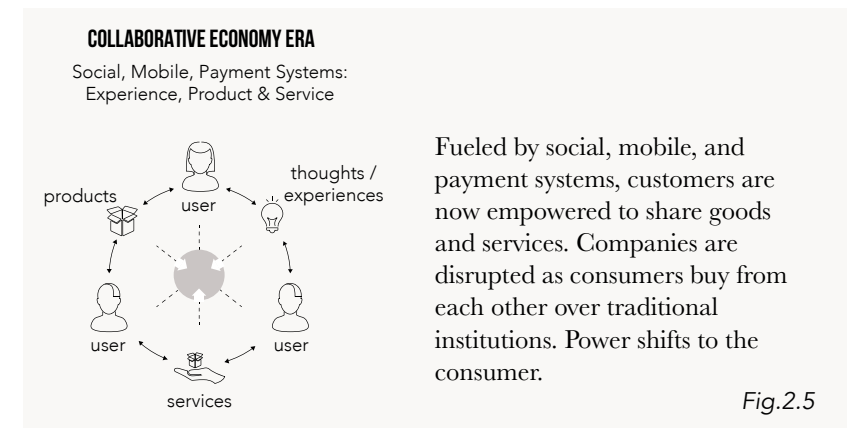 COLLABORATIVE ECONOMY ERA
Social, Mobile, Payment Systems:
Experience, Product & Service
thoughts /
experiences
products
user
user
user
services
Fueled by social, mobile, and
payment systems, customers are
now empowered to share goods
and services. Companies are
disrupted as consumers buy from
each other over traditional
institutions. Power shifts to the
consumer.
Fig.2.5